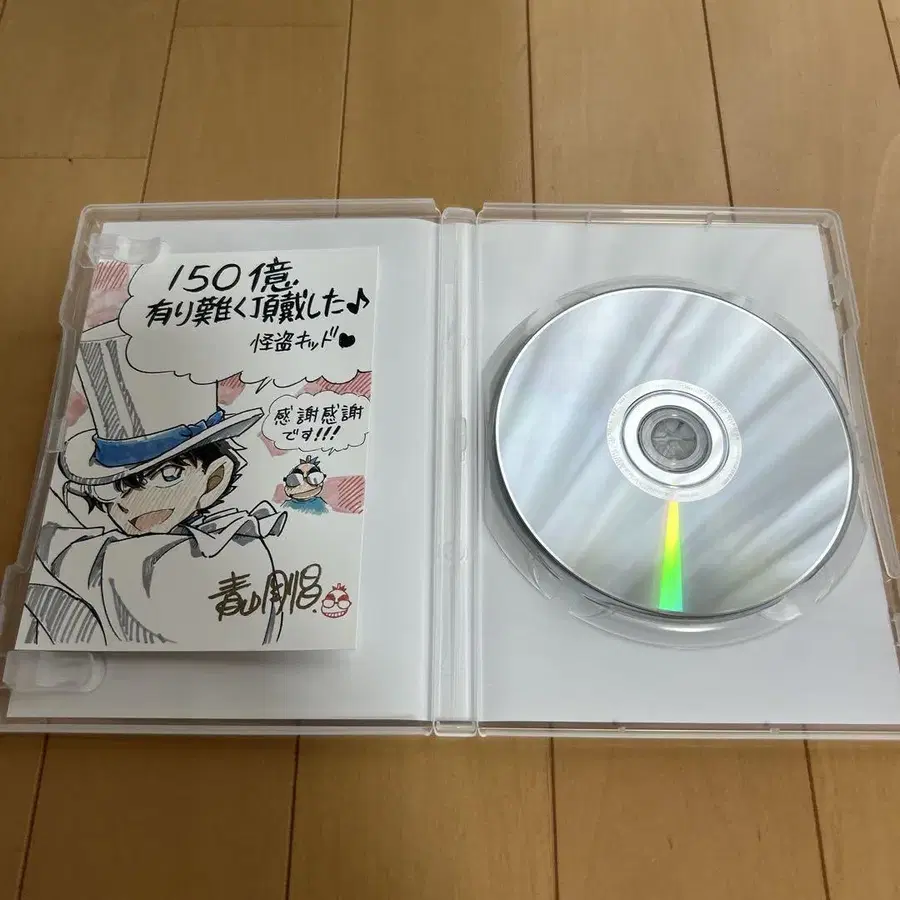 150億
有り難く頂戴した♪
怪盗キッド♥
感謝感謝
です!!!
青山剛昌